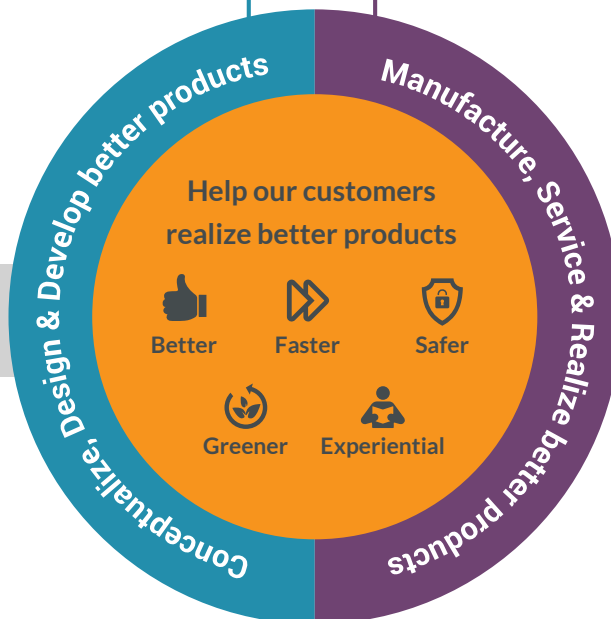 Conceptualize, Design & Develop better products
Manufacture, Service & Realize better products
Help our customers
realize better products
Better
Faster
Safer
Greener
Experiential